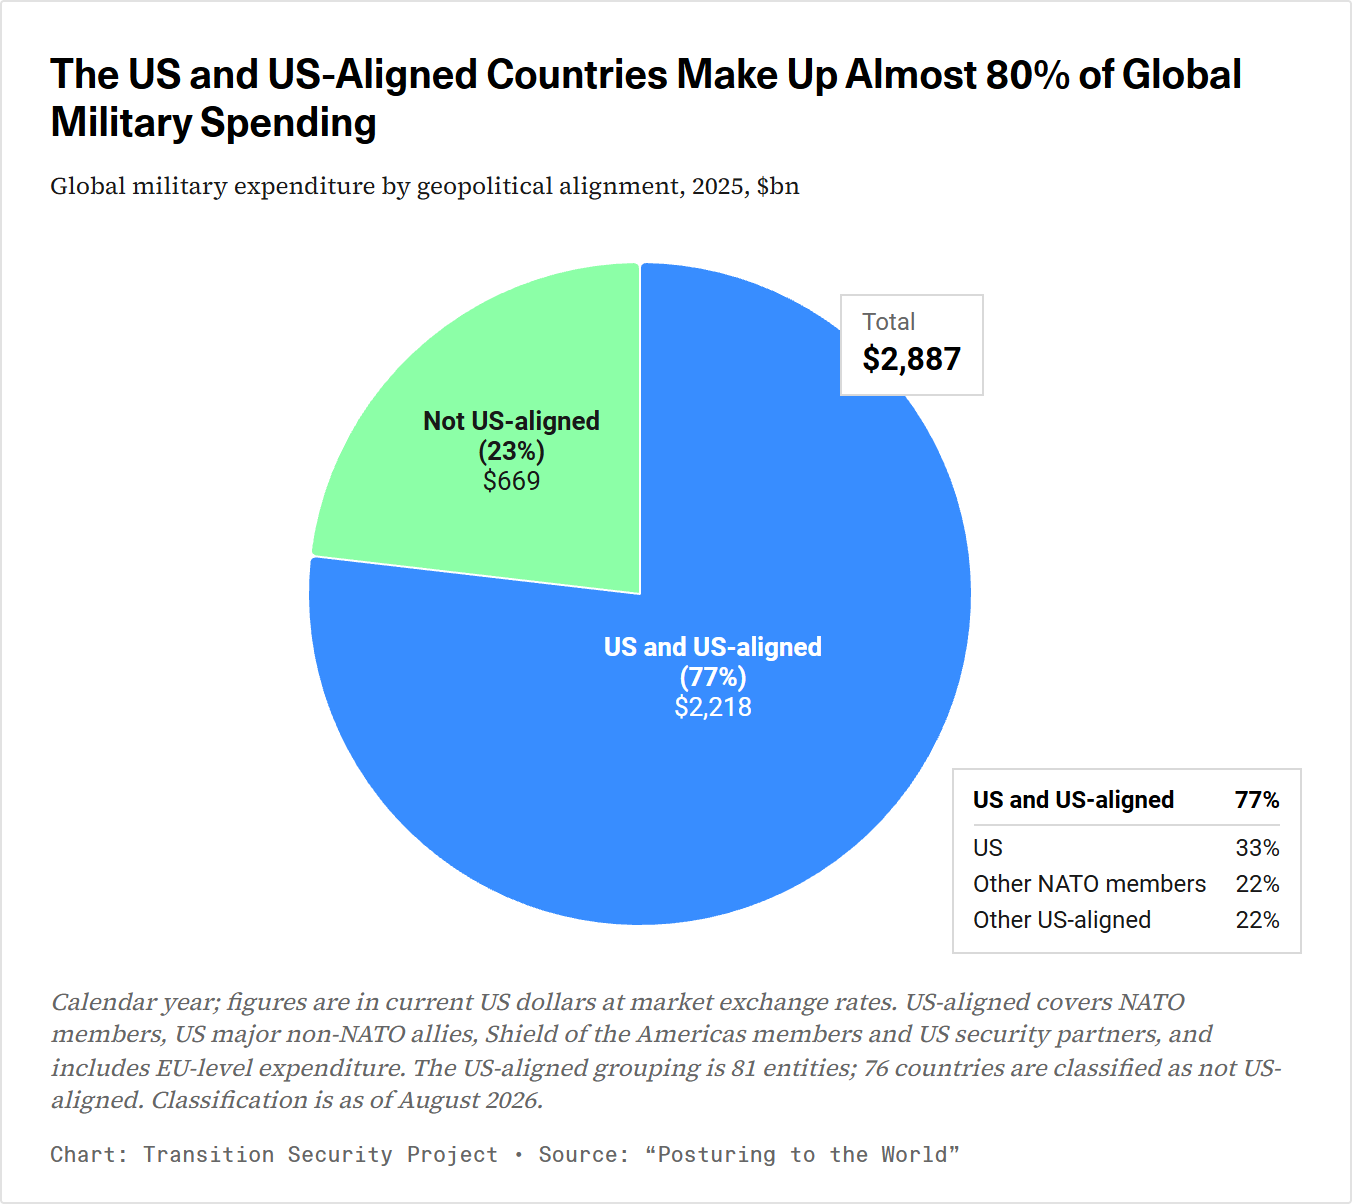 The US and US-Aligned Countries Make Up Almost 80% of Global
Military Spending
Global military expenditure by geopolitical alignment, 2025, $bn
Total
$2,887
Not US-aligned
(23%)
$669
US and US-aligned
(77%)
$2,218
US and US-aligned 77%
US 33%
Other NATO members 22%
Other US-aligned 22%
Calendar year; figures are in current US dollars at market exchange rates. US-aligned covers NATO
members, US major non-NATO allies, Shield of the Americas members and US security partners, and
includes EU-level expenditure. The US-aligned grouping is 81 entities; 76 countries are classified as not US-
aligned. Classification is as of August 2026.
Chart: Transition Security Project • Source: “Posturing to the World”